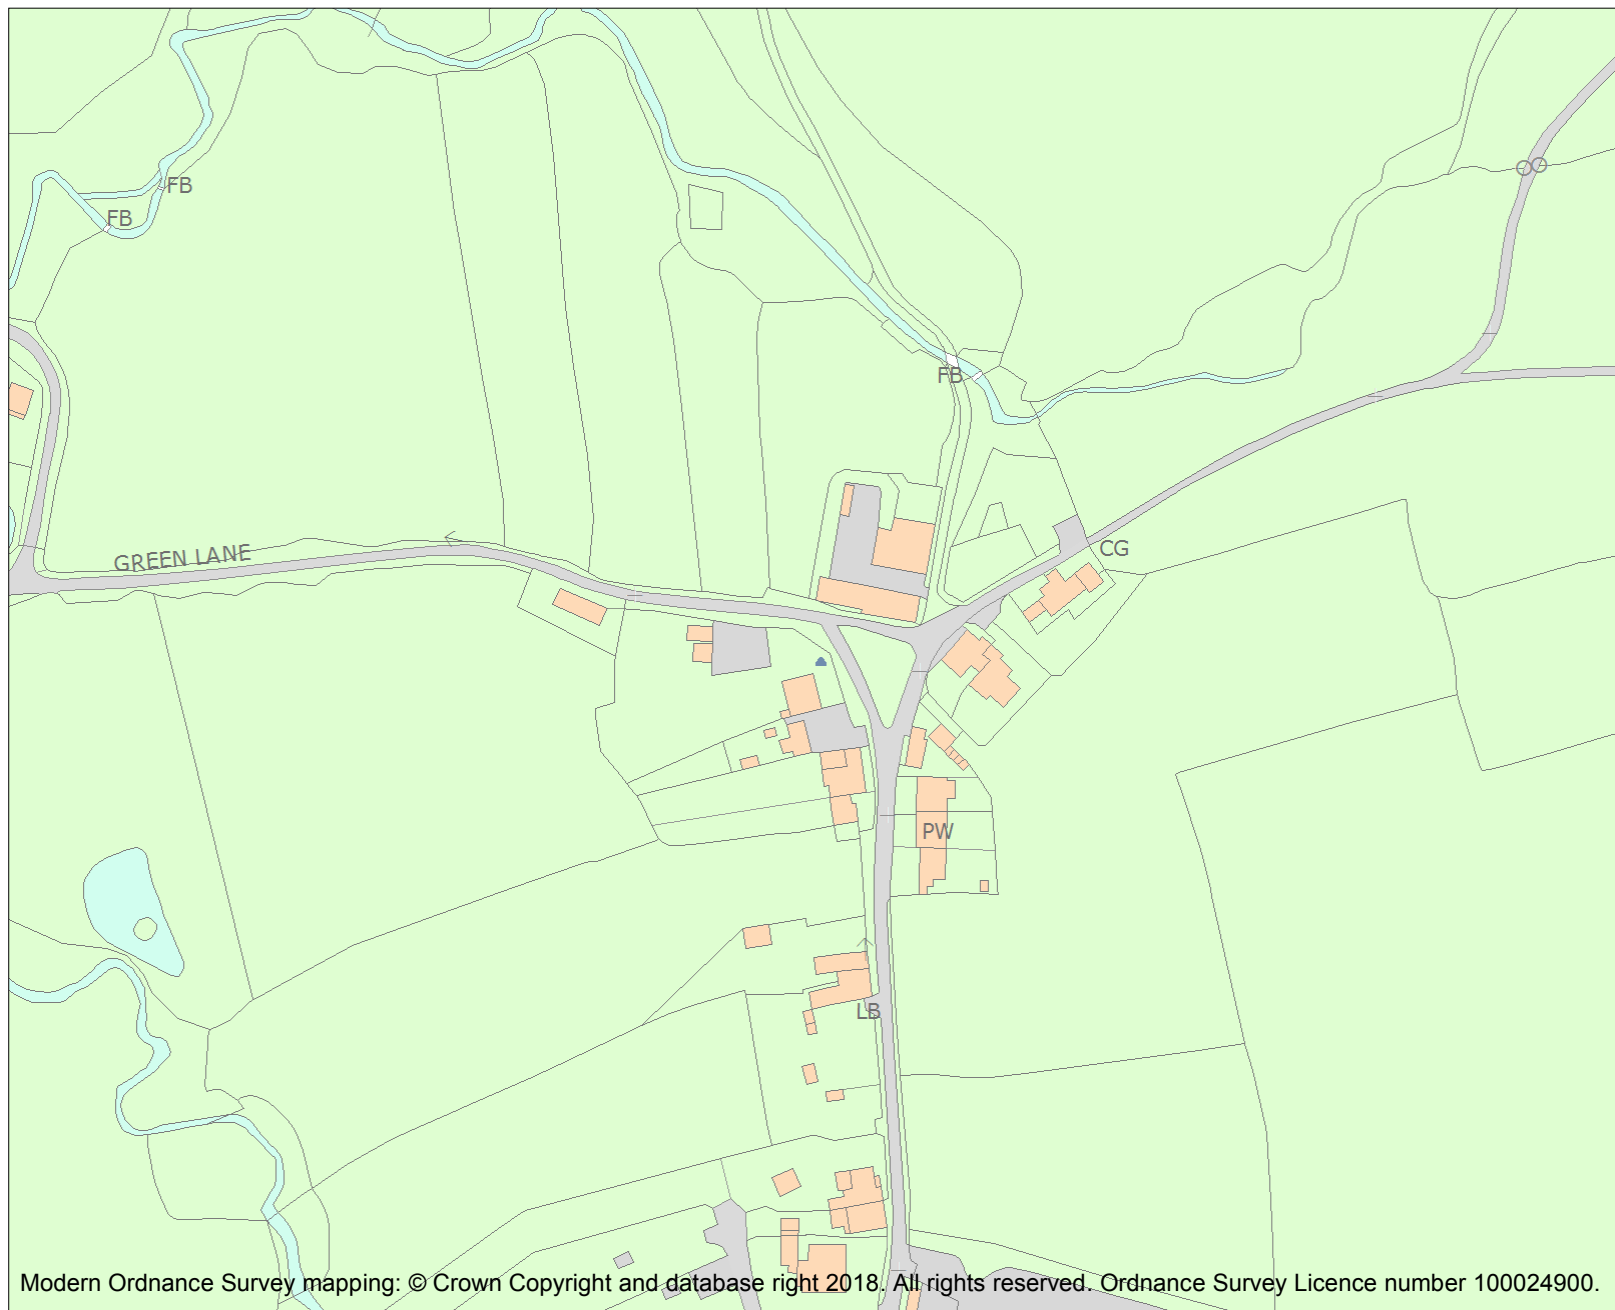 FB
FB
FB
GREEN LANE
CG
PW
LB
Modern Ordnance Survey mapping: © Crown Copyright and database right 2018. All rights reserved. Ordnance Survey Licence number 100024900.